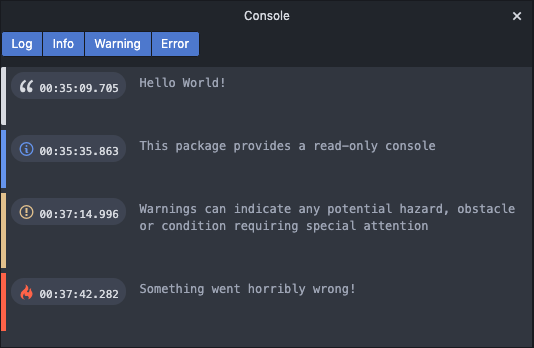 Console
Log Info Warning Error
00:35:09.705 Hello World!
00:35:35.863 This package provides a read-only console
00:37:14.996 Warnings can indicate any potential hazard, obstacle
or condition requiring special attention
00:37:42.282 Something went horribly wrong!